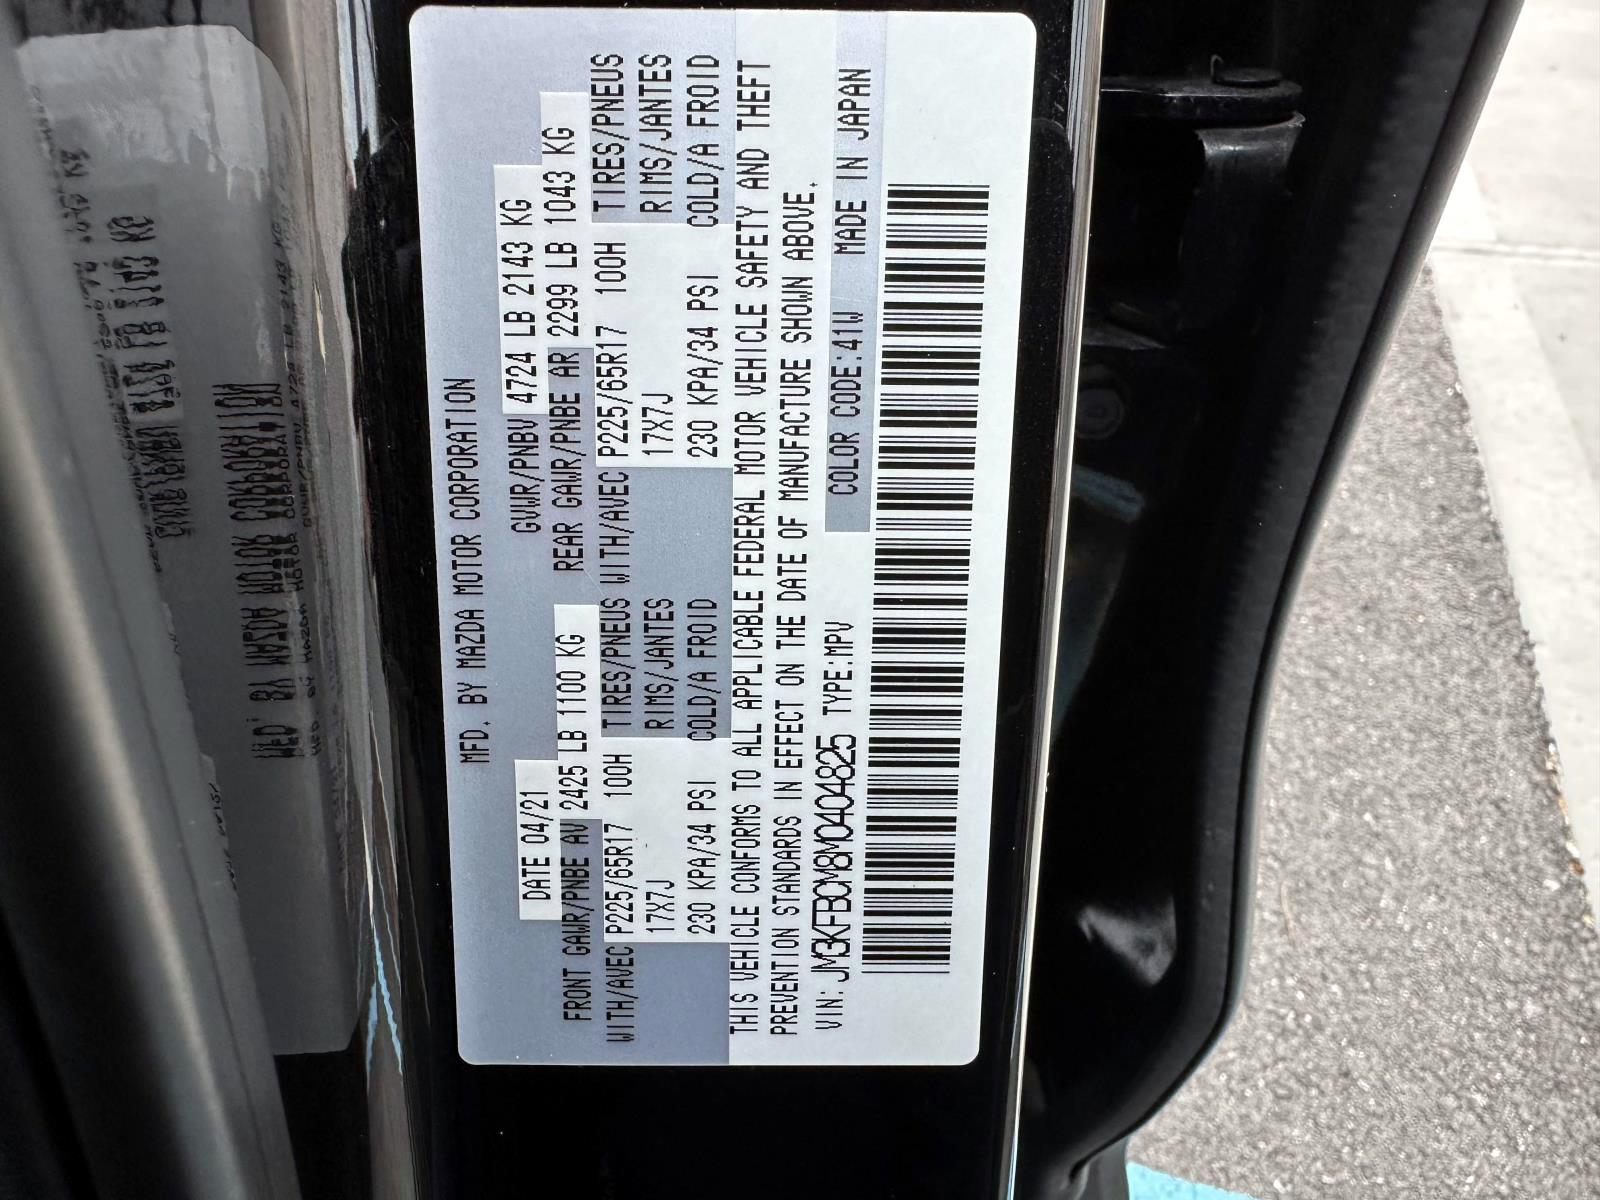 MFD. BY MAZDA MOTOR CORPORATION
DATE 04/21 GVWR/PNBV 4724 LB 2143 KG
FRONT GAWR/PNBE AV 2425 LB 1100 KG REAR GAWR/PNBE AR 2299 LB 1043 KG
WITH/AVEC P225/65R17 100H TIRES/PNEUS WITH/AVEC P225/65R17 100H TIRES/PNEUS
17X7J RIMS/JANTES 17X7J RIMS/JANTES
230 KPA/34 PSI COLD/A FROID 230 KPA/34 PSI COLD/A FROID
THIS VEHICLE CONFORMS TO ALL APPLICABLE FEDERAL MOTOR VEHICLE SAFETY AND THEFT
PREVENTION STANDARDS IN EFFECT ON THE DATE OF MANUFACTURE SHOWN ABOVE.
VIN: JM3KFBCM8M0404825 TYPE:MPV COLOR CODE:41W MADE IN JAPAN